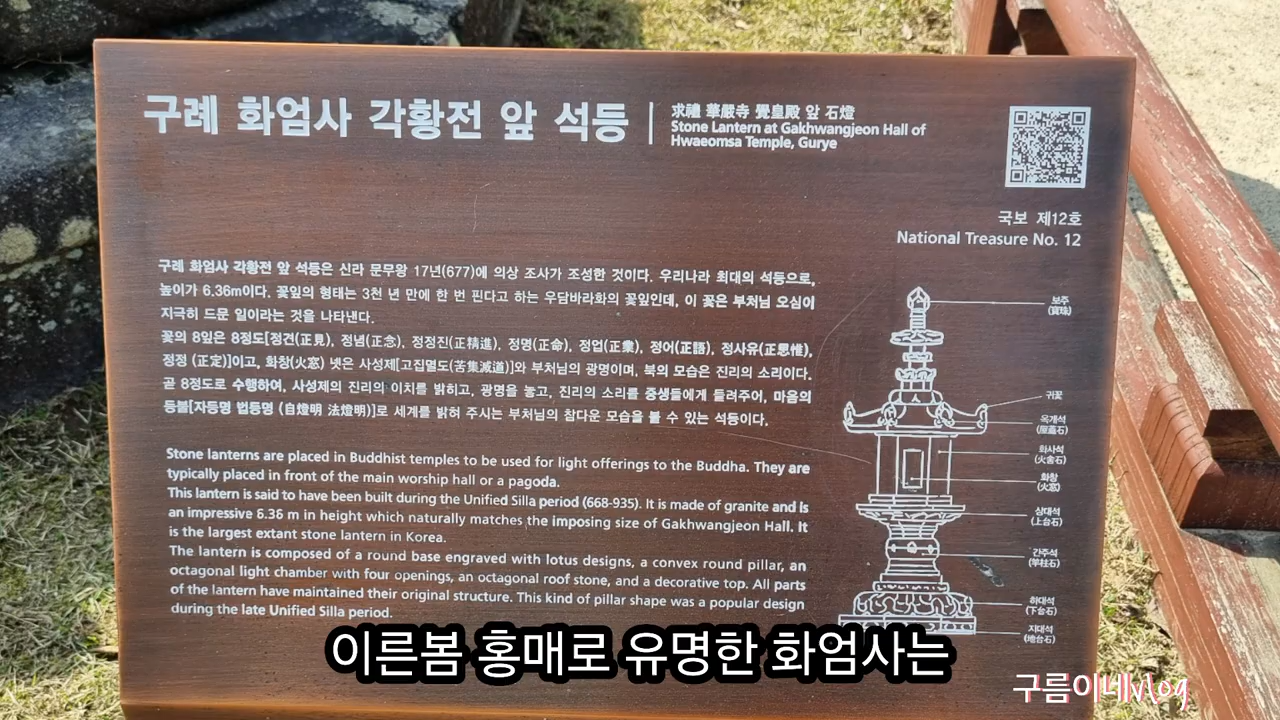 구례 화엄사 각황전 앞 석등
求禮 華嚴寺 覺皇殿 앞 石燈
Stone Lantern at Gakhwangjeon Hall of
Hwaeomsa Temple, Gurye
국보 제12호
National Treasure No. 12
구례 화엄사 각황전 앞 석등은 신라 문무왕 17년(677)에 의상 조사가 조성한 것이다. 우리나라 최대의 석등으로,
높이가 6.36m이다. 꽃잎의 형태는 3천 년 만에 한 번 핀다고 하는 우담바라화의 꽃잎인데, 이 꽃은 부처님 오심이
지극히 드문 일이라는 것을 나타낸다.
꽃의 8잎은 8정도[정견(正見), 정념(正念), 정정진(正精進), 정명(正命), 정업(正業), 정어(正語), 정사유(正思惟),
정정 (正定)]이고, 화창(火窓) 넷은 사성제[고집멸도(苦集滅道)]와 부처님의 광명이며, 북의 모습은 진리의 소리이다.
곧 8정도로 수행하여, 사성제의 진리의 이치를 밝히고, 광명을 놓고, 진리의 소리를 중생들에게 들려주어, 마음의
등불[자등명 법등명 (自燈明 法燈明)]로 세계를 밝혀 주시는 부처님의 참다운 모습을 볼 수 있는 석등이다.
Stone lanterns are placed in Buddhist temples to be used for light offerings to the Buddha. They are
typically placed in front of the main worship hall or a pagoda.
This lantern is said to have been built during the Unified Silla period (668-935). It is made of granite and is
an impressive 6.36 m in height which naturally matches the imposing size of Gakhwangjeon Hall. It
is the largest extant stone lantern in Korea.
The lantern is composed of a round base engraved with lotus designs, a convex round pillar, an
octagonal light chamber with four openings, an octagonal roof stone, and a decorative top. All parts
of the lantern have maintained their original structure. This kind of pillar shape was a popular design
during the late Unified Silla period.
보주
(寶珠)
귀꽃
옥개석
(屋蓋石)
화사석
(火舍石)
화창
(火窓)
상대석
(上台石)
간주석
(竿柱石)
하대석
(下台石)
지대석
(地台石)
이른봄 홍매로 유명한 화엄사는
구름이네vlog